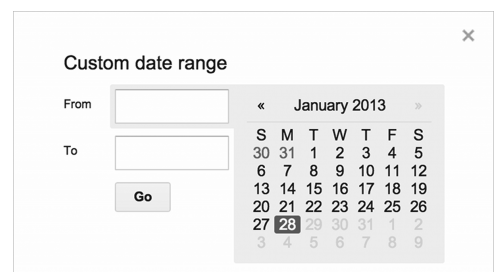 ×
Custom date range
From
To
Go
« January 2013 »
S M T W T F S
30 31 1 2 3 4 5
6 7 8 9 10 11 12
13 14 15 16 17 18 19
20 21 22 23 24 25 26
27 28 29 30 31 1 2
3 4 5 6 7 8 9